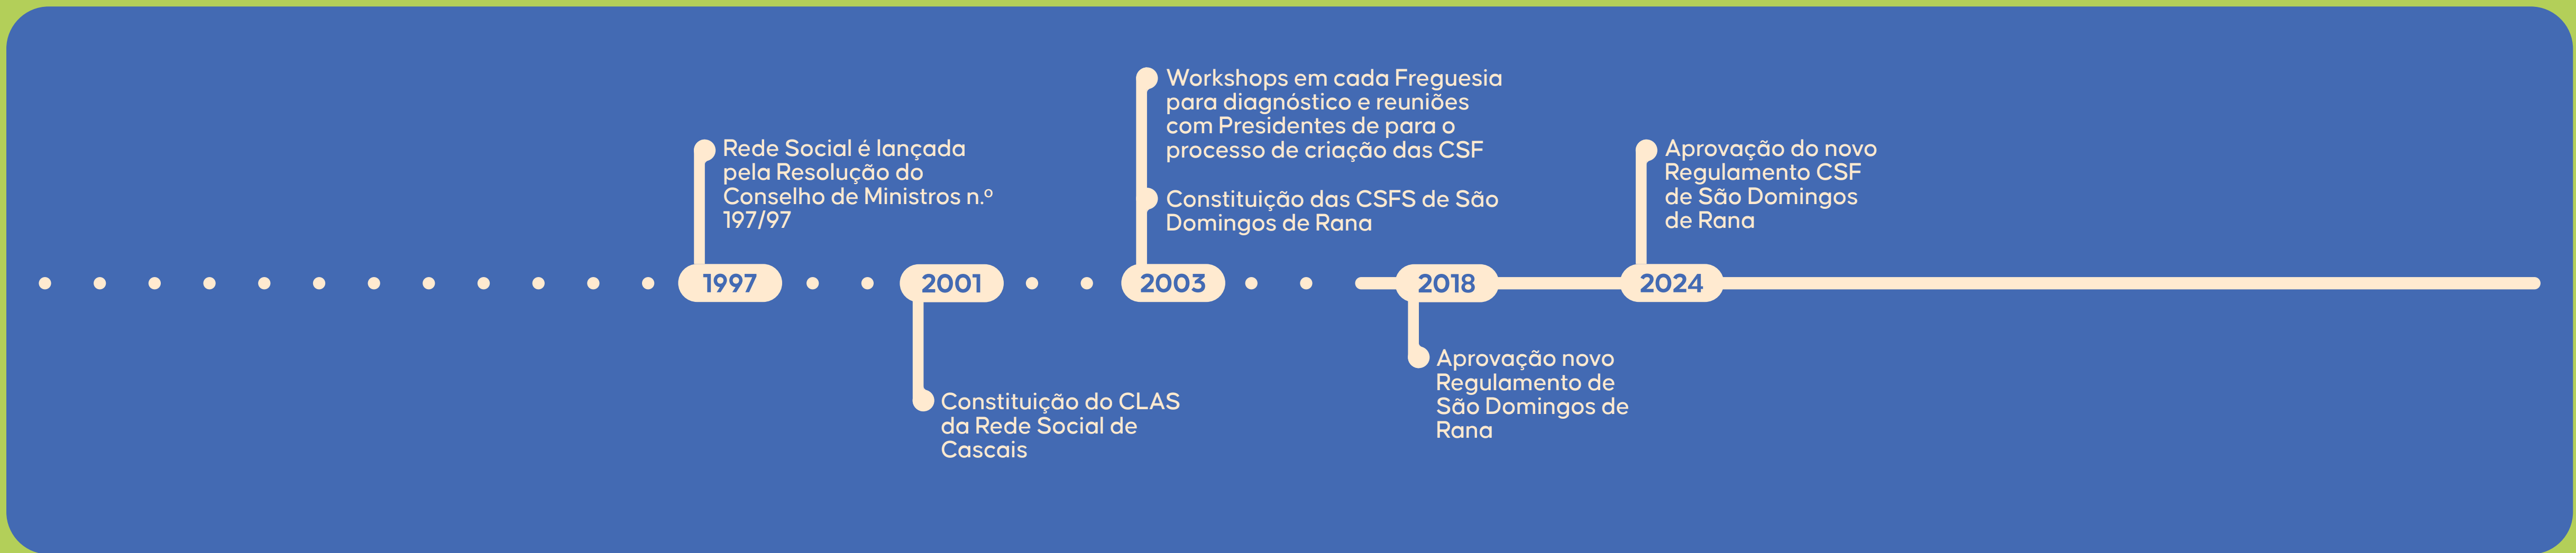 Rede Social é lançada
pela Resolução do
Conselho de Ministros n.º
197/97
1997
Constituição do CLAS
da Rede Social de
Cascais
2001
Workshops em cada Freguesia
para diagnóstico e reuniões
com Presidentes de para o
processo de criação das CSF
Constituição das CSFS de São
Domingos de Rana
2003
2018
Aprovação novo
Regulamento de
São Domingos de
Rana
Aprovação do novo
Regulamento CSF
de São Domingos
de Rana
2024